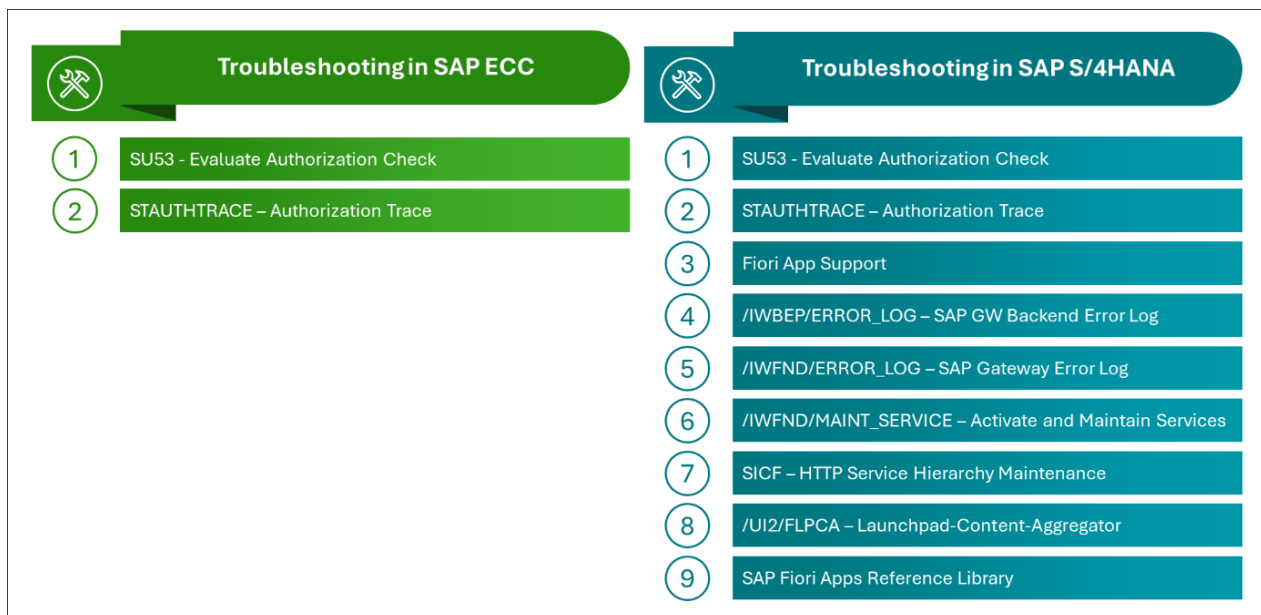 Troubleshooting in SAP ECC
1
SU53 - Evaluate Authorization Check
2
STAUTHTRACE – Authorization Trace
Troubleshooting in SAP S/4HANA
1
SU53 - Evaluate Authorization Check
2
STAUTHTRACE – Authorization Trace
3
Fiori App Support
4
/IWBEP/ERROR_LOG – SAP GW Backend Error Log
5
/IWFND/ERROR_LOG – SAP Gateway Error Log
6
/IWFND/MAINT_SERVICE – Activate and Maintain Services
7
SICF – HTTP Service Hierarchy Maintenance
8
/UI2/FLPCA – Launchpad-Content-Aggregator
9
SAP Fiori Apps Reference Library